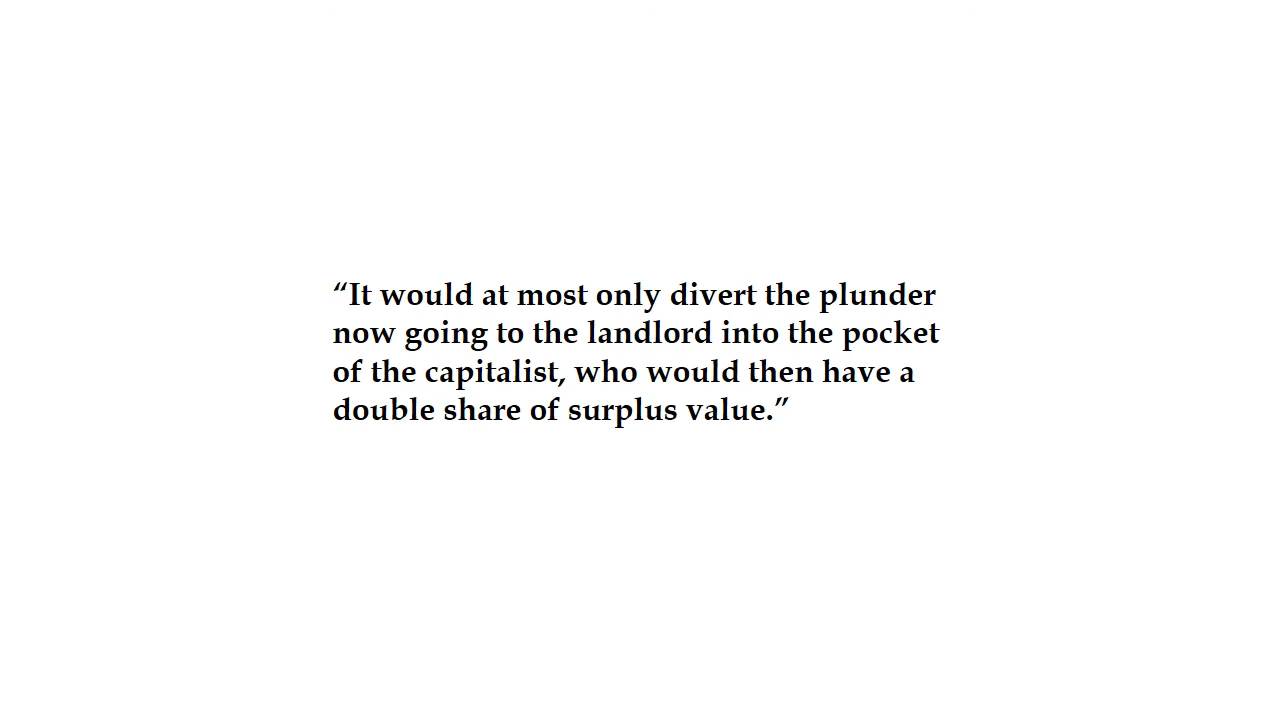 “It would at most only divert the plunder
now going to the landlord into the pocket
of the capitalist, who would then have a
double share of surplus value.”